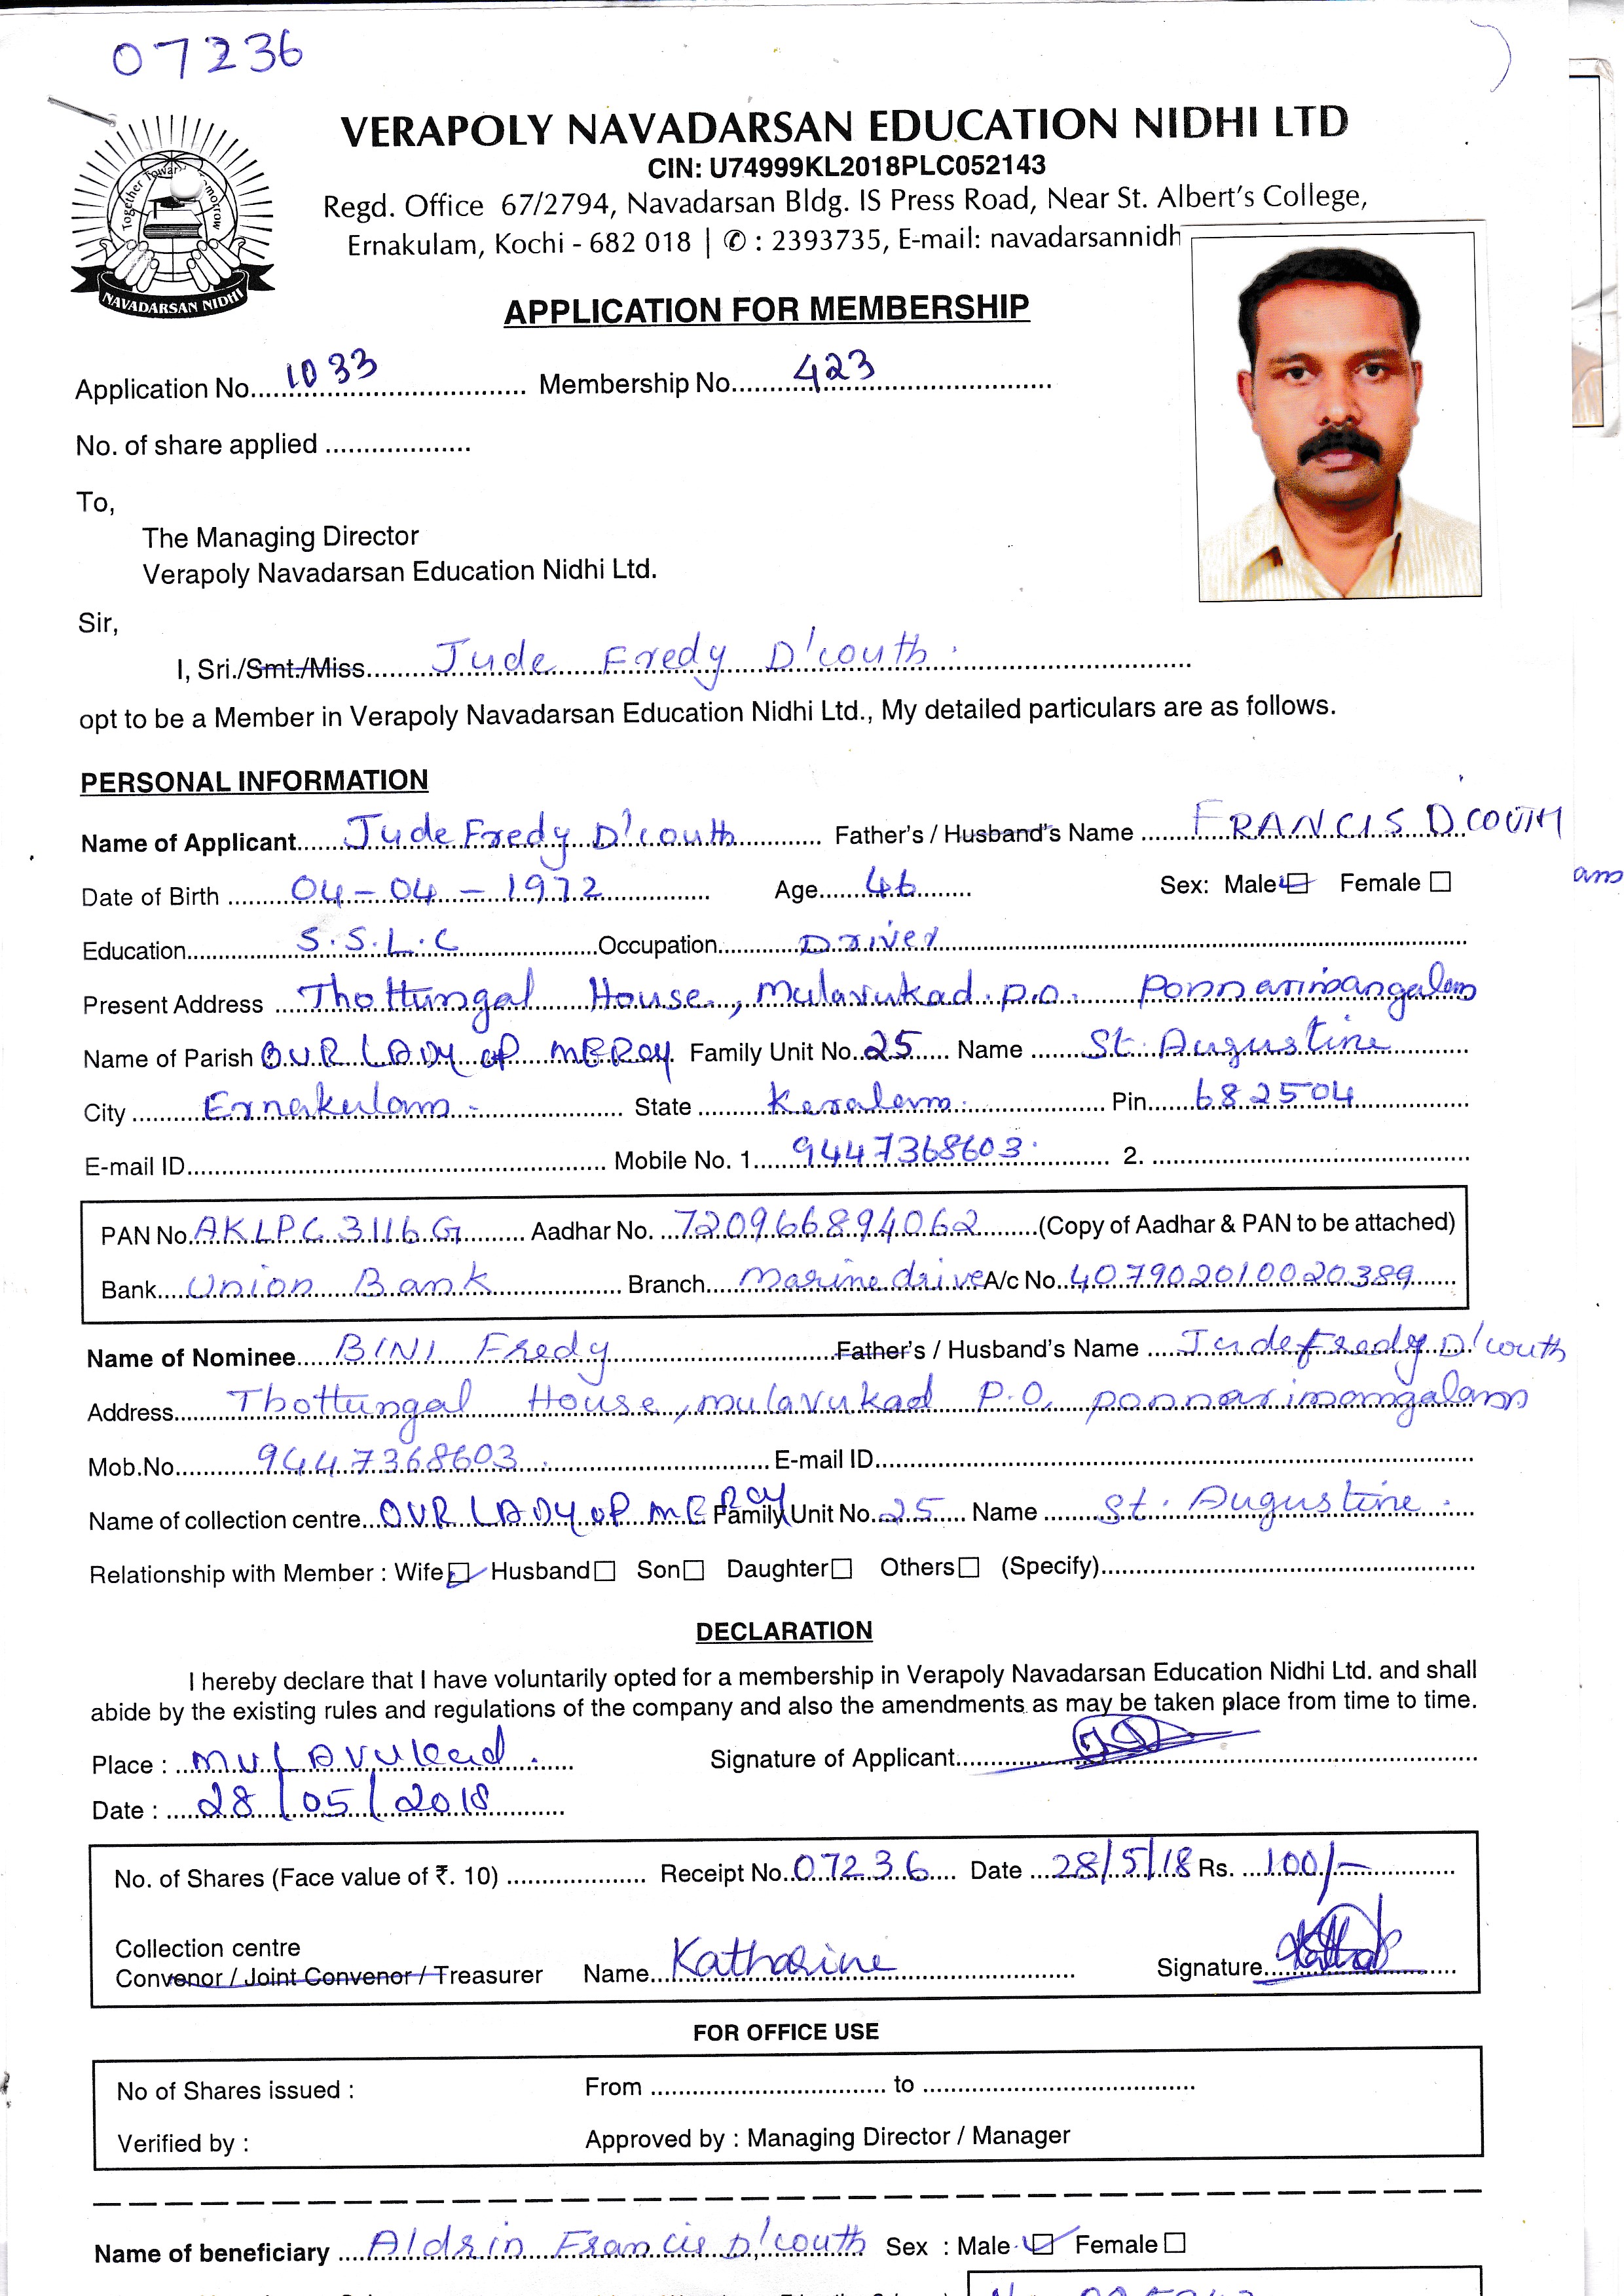 07236
VERAPOLY NAVADARSAN EDUCATION NIDHI LTD
CIN: U74999KL2018PLC052143
Regd. Office 67/2794, Navadarsan Bldg. IS Press Road, Near St. Albert's College,
Ernakulam, Kochi - 682 018 | ✆ : 2393735, E-mail: navadarsannidh
Together Towar morrow
NAVADARSAN NIDHI
APPLICATION FOR MEMBERSHIP
Application No. 1033 Membership No. 423
No. of share applied
To,
The Managing Director
Verapoly Navadarsan Education Nidhi Ltd.
Sir,
I, Sri./Smt./Miss. Jude Fredy D'couth.
opt to be a Member in Verapoly Navadarsan Education Nidhi Ltd., My detailed particulars are as follows.
PERSONAL INFORMATION
Name of Applicant Jude Fredy D'couth Father's / Husband's Name FRANCIS D COUTH
Date of Birth 04-04-1972 Age 46 Sex: Male ☑ Female ☐
ans
Education S.S.L.C Occupation Driver
Present Address Thottungal House, Mulavukad.P.O. Ponnarimangalam
Name of Parish OUR LADY OF MERCY Family Unit No. 25 Name St. Augustine
City Ernakulam. State Keralam. Pin 682504
E-mail ID Mobile No. 1. 9447368603 2.
PAN No. AKLPC3116G Aadhar No. 720966894062 (Copy of Aadhar & PAN to be attached)
Bank Union Bank Branch Marine drive A/c No. 407902010020389
Name of Nominee BINI Fredy Father's / Husband's Name Jude fredy D'couth
Address Thottungal House, mulavukad P.O. ponnarimamgalam
Mob.No. 9447368603 E-mail ID
Name of collection centre OUR LADY OF MERCY Family Unit No. 25 Name St. Augustine.
Relationship with Member : Wife ☑ Husband ☐ Son ☐ Daughter ☐ Others ☐ (Specify)
DECLARATION
I hereby declare that I have voluntarily opted for a membership in Verapoly Navadarsan Education Nidhi Ltd. and shall
abide by the existing rules and regulations of the company and also the amendments as may be taken place from time to time.
Place : MULAVUKAD. Signature of Applicant
Date : 28/05/2018
No. of Shares (Face value of ₹. 10) Receipt No. 07236 Date 28/5/18 Rs. 100/-
Collection centre
Convenor / Joint Convenor / Treasurer Name Katharine Signature
FOR OFFICE USE
No of Shares issued : From to
Verified by : Approved by : Managing Director / Manager
Name of beneficiary Aldrin Francis D'couth Sex : Male ☑ Female ☐